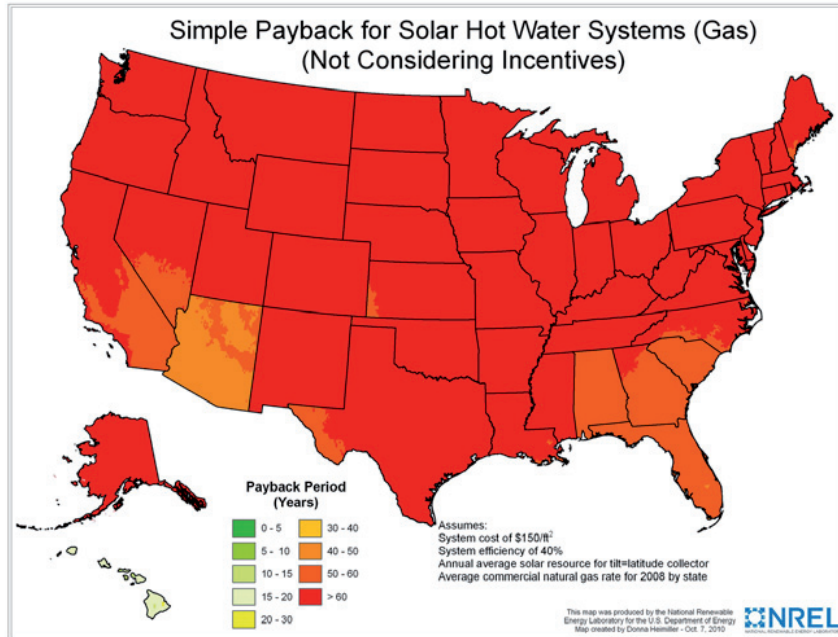 Simple Payback for Solar Hot Water Systems (Gas)
(Not Considering Incentives)
Payback Period
(Years)
0 - 5
5 - 10
10 - 15
15 - 20
20 - 30
30 - 40
40 - 50
50 - 60
> 60
Assumes:
System cost of $150/ft²
System efficiency of 40%
Annual average solar resource for tilt=latitude collector
Average commercial natural gas rate for 2008 by state
This map was produced by the National Renewable
Energy Laboratory for the U.S. Department of Energy
Map created by Donna Heimiller - Oct. 7, 2010
NREL
NATIONAL RENEWABLE ENERGY LABORATORY